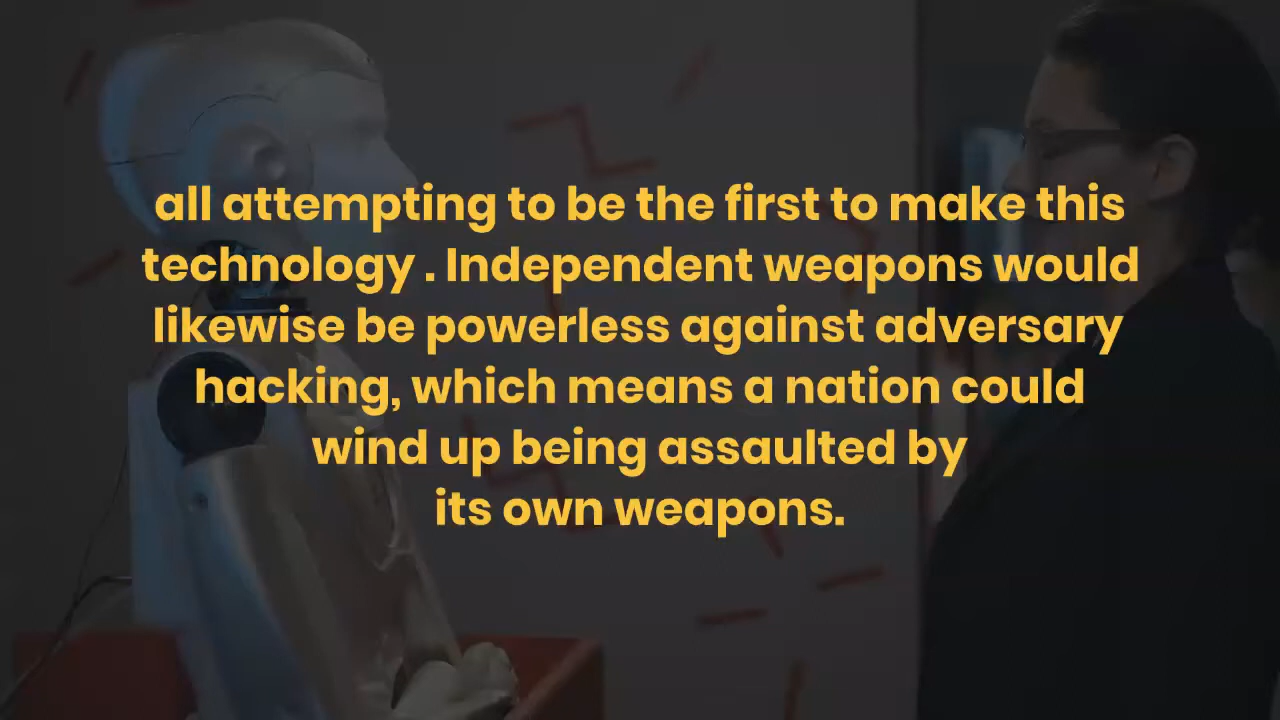 all attempting to be the first to make this
technology . Independent weapons would
likewise be powerless against adversary
hacking, which means a nation could
wind up being assaulted by
its own weapons.